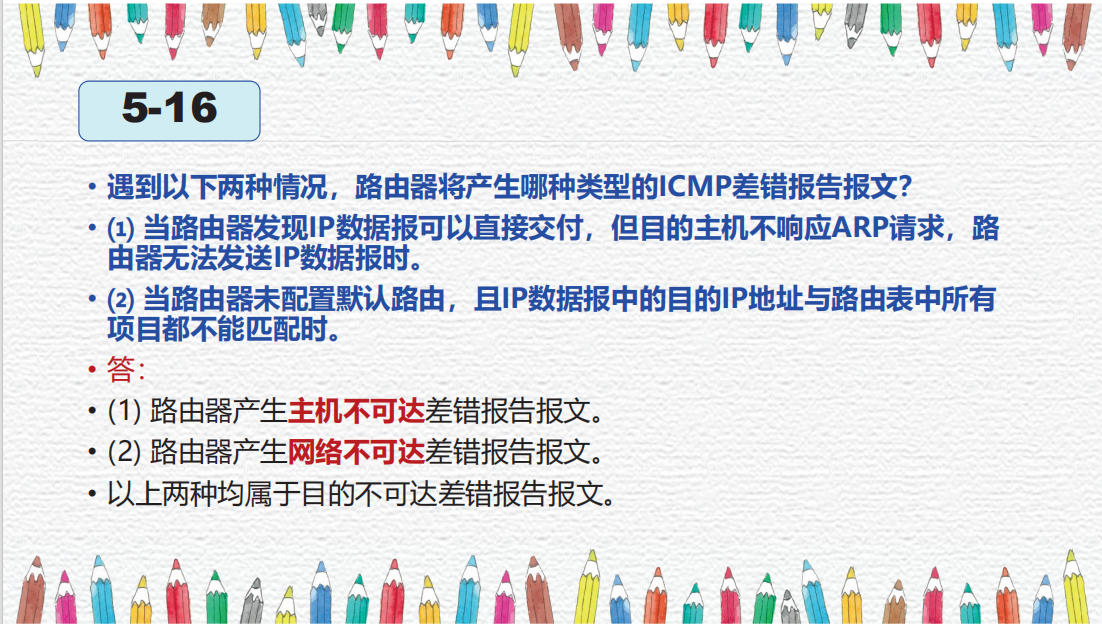 5-16
• 遇到以下两种情况，路由器将产生哪种类型的ICMP差错报告报文？
• ⑴ 当路由器发现IP数据报可以直接交付，但目的主机不响应ARP请求，路
由器无法发送IP数据报时。
• ⑵ 当路由器未配置默认路由，且IP数据报中的目的IP地址与路由表中所有
项目都不能匹配时。
• 答：
• (1) 路由器产生主机不可达差错报告报文。
• (2) 路由器产生网络不可达差错报告报文。
• 以上两种均属于目的不可达差错报告报文。